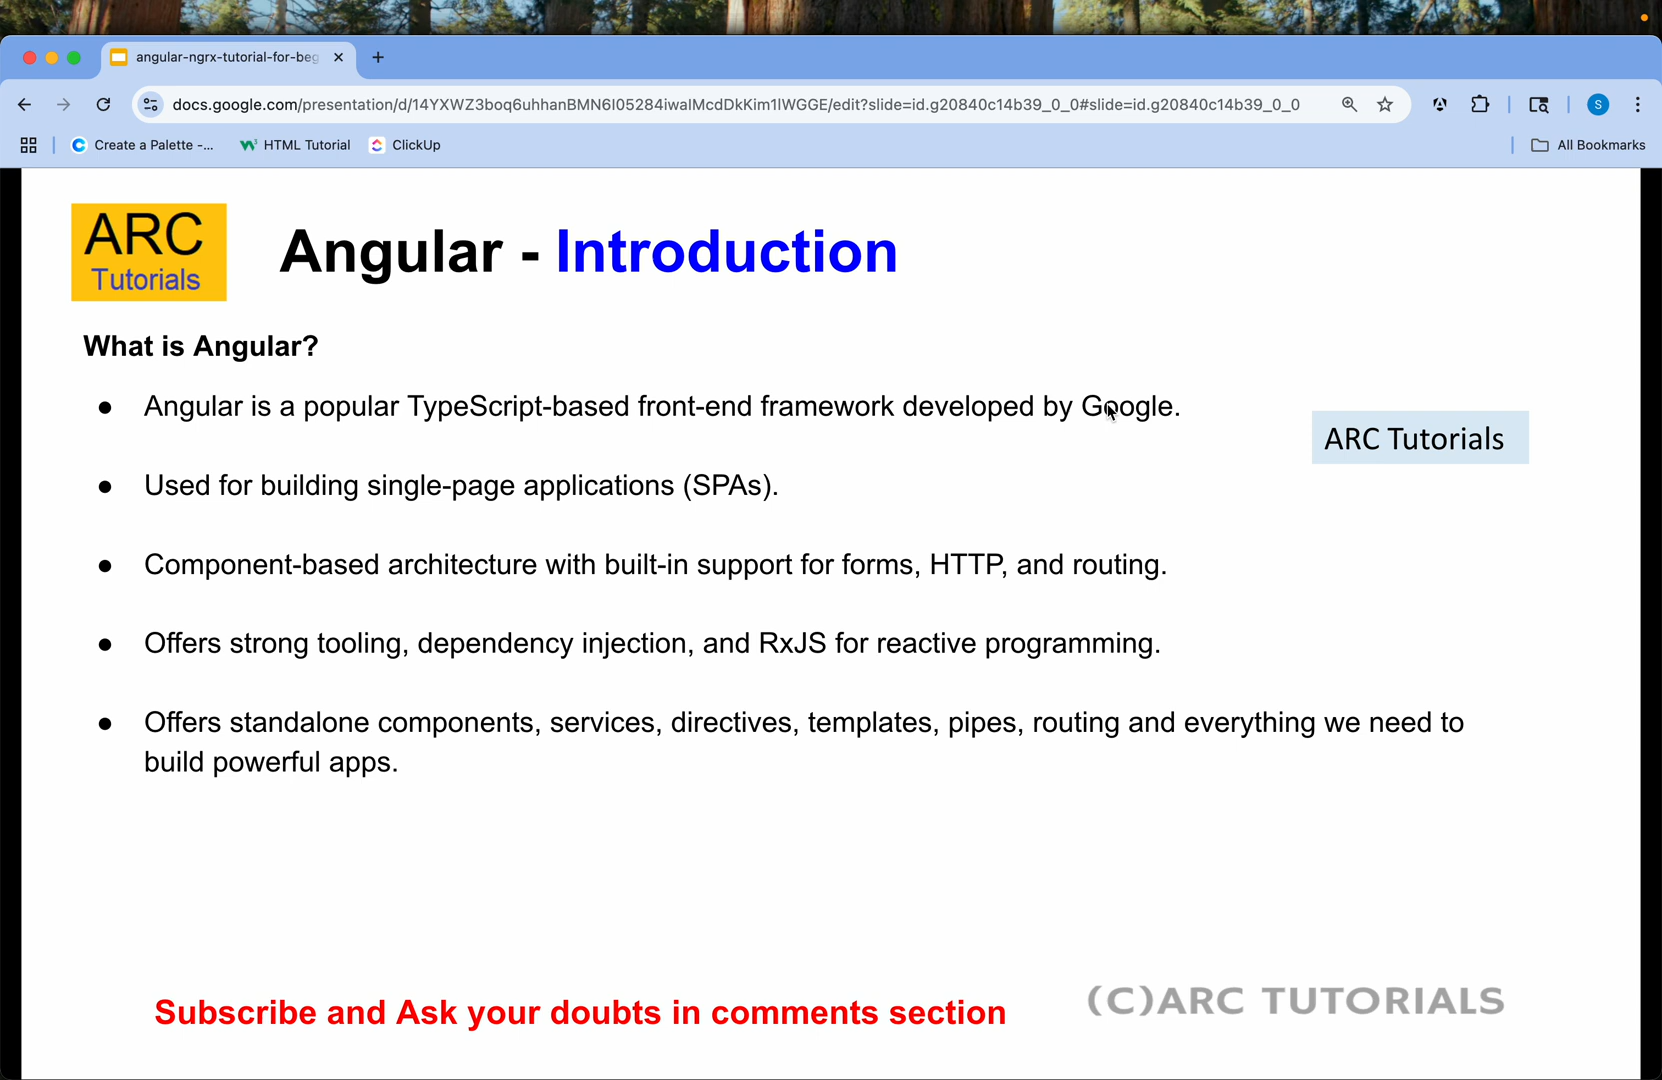 angular-ngrx-tutorial-for-beg
docs.google.com/presentation/d/14YXWZ3boq6uhhanBMN6I05284iwaIMcdDkKim1IWGGE/edit?slide=id.g20840c14b39_0_0#slide=id.g20840c14b39_0_0
S
Create a Palette -...
HTML Tutorial
ClickUp
All Bookmarks
ARC
Tutorials
Angular - Introduction
What is Angular?
● Angular is a popular TypeScript-based front-end framework developed by Google.
ARC Tutorials
● Used for building single-page applications (SPAs).
● Component-based architecture with built-in support for forms, HTTP, and routing.
● Offers strong tooling, dependency injection, and RxJS for reactive programming.
● Offers standalone components, services, directives, templates, pipes, routing and everything we need to
build powerful apps.
Subscribe and Ask your doubts in comments section
(C)ARC TUTORIALS